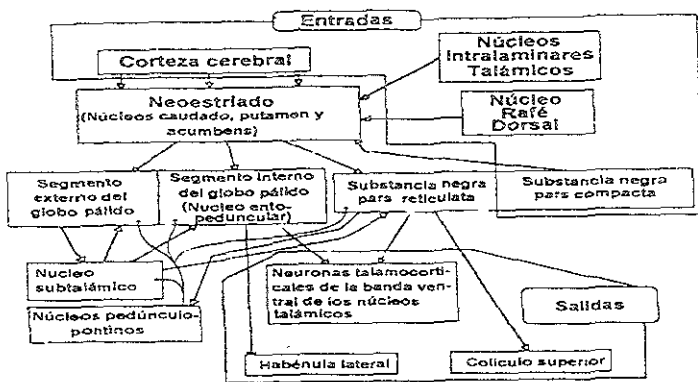 Entradas
Corteza cerebral
Núcleos
Intralaminares
Talámicos
Neoestriado
(Núcleos caudado, putamen y
acumbens)
Núcleo
Rafé
Dorsal
Segmento
externo del
globo pálido
Segmento interno
del globo pálido
(Nucleo ento-
peduncular)
Substancia negra
pars reticulata
Substancia negra
pars compacta
Nucleo
subtalámico
Neuronas talamocorti-
cales de la banda ven-
tral de los núcleos
talámicos
Salidas
Núcleos pedúnculo-
pontinos
Habénula lateral
Colículo superior